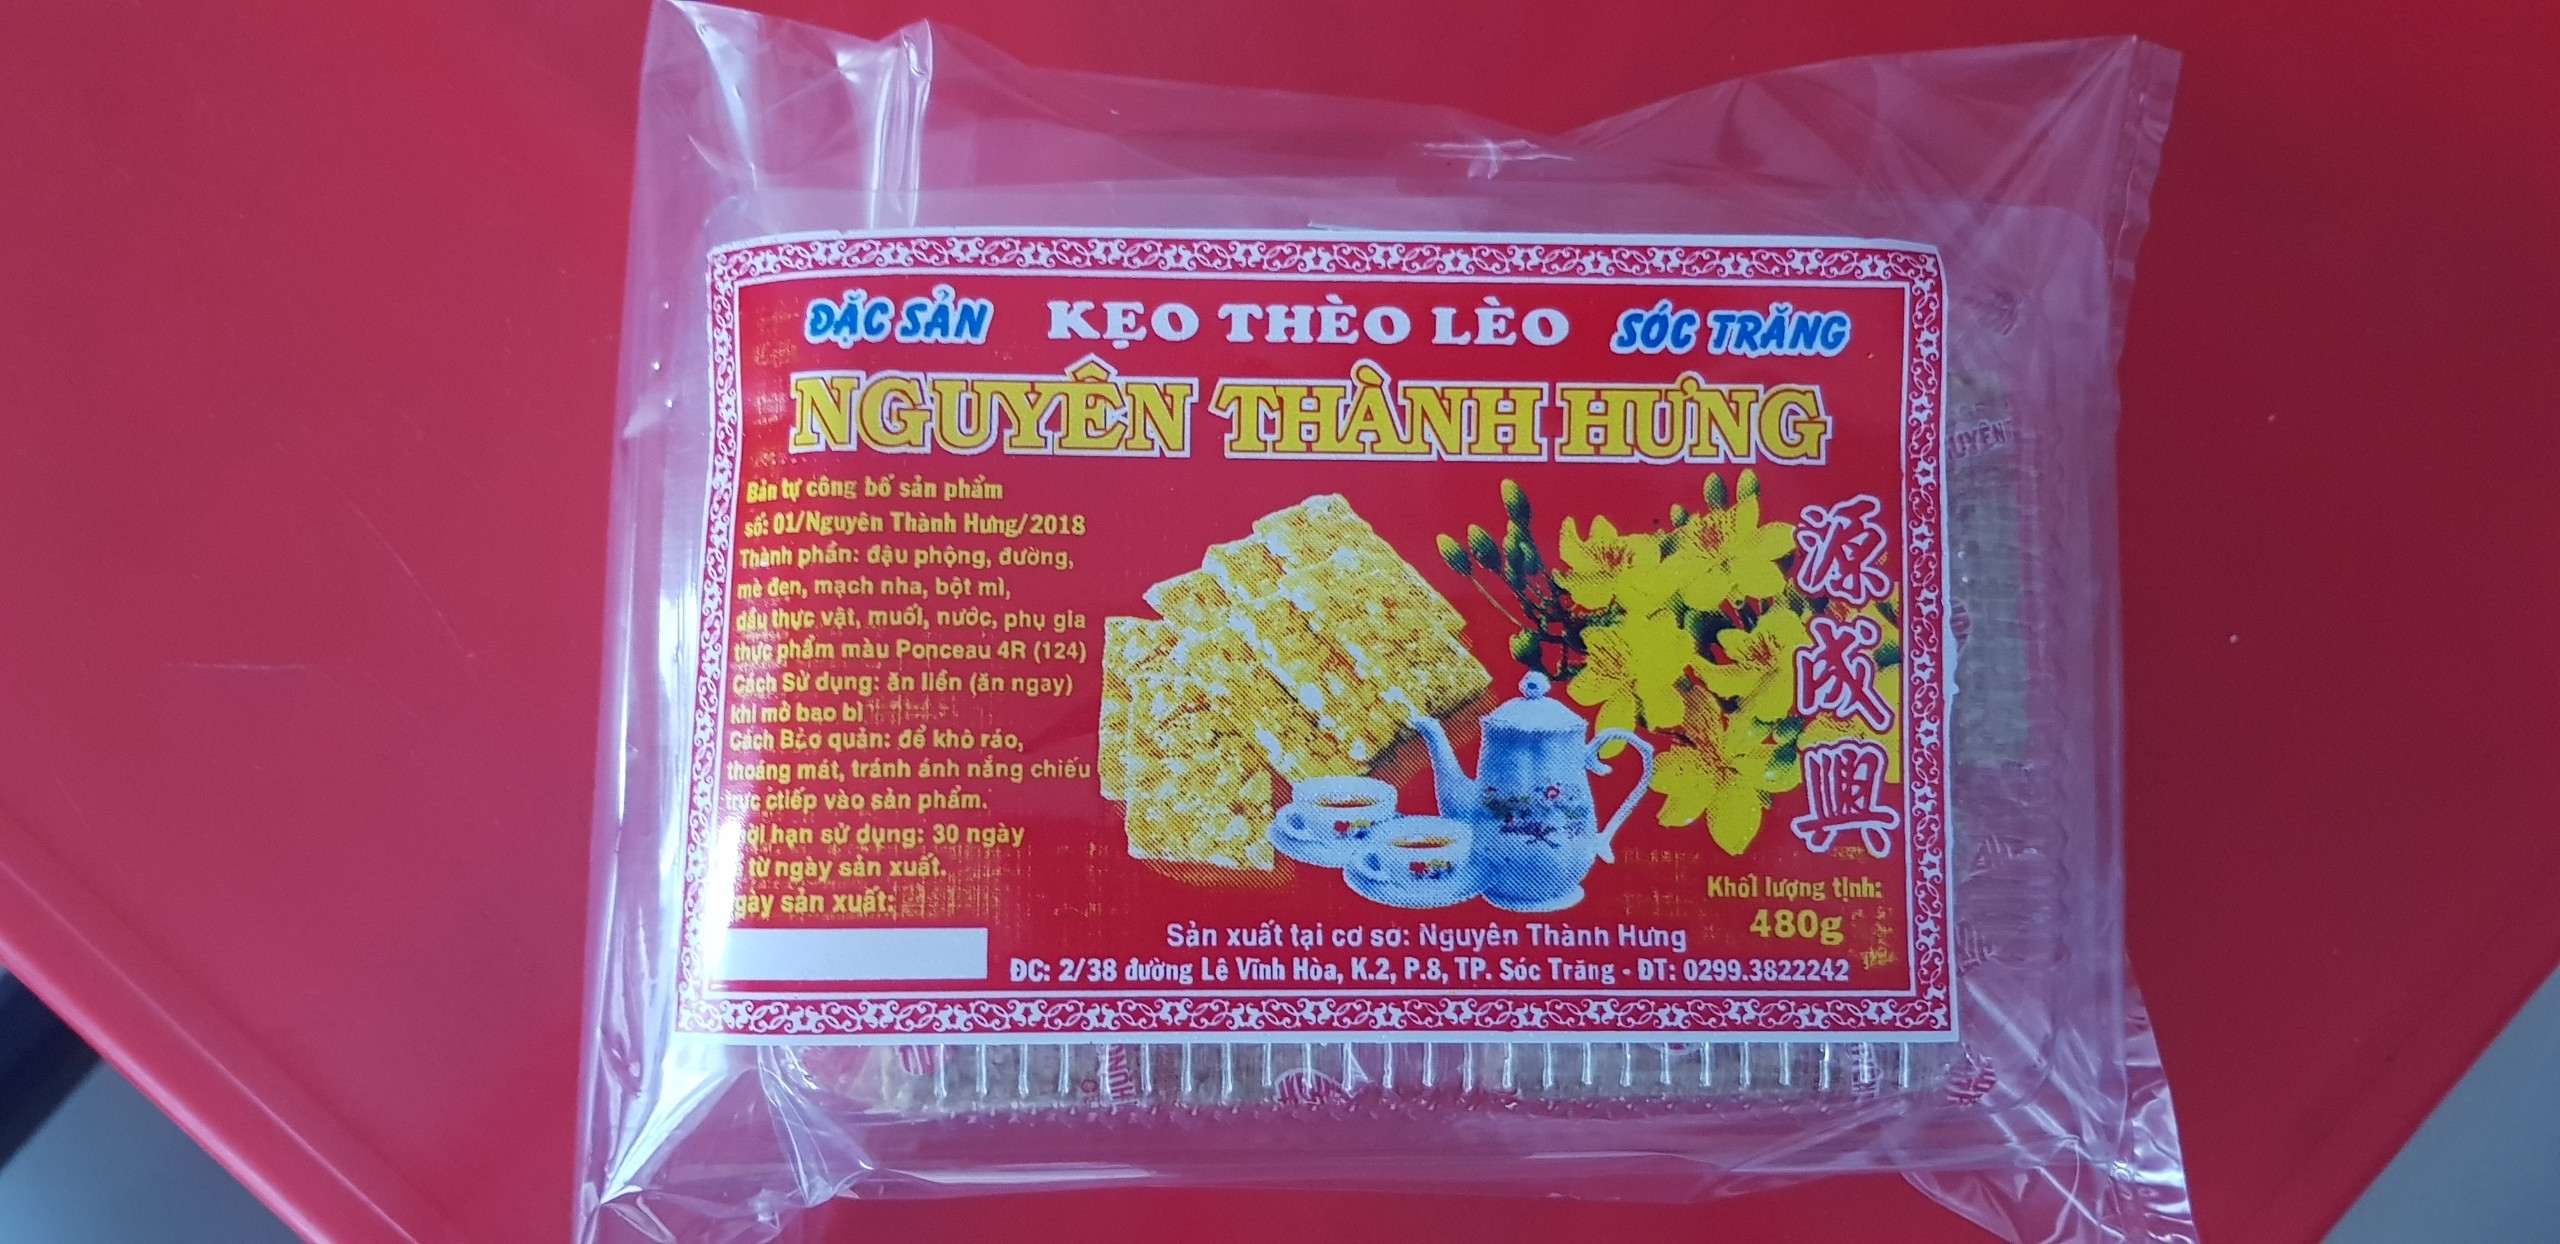 ĐẶC SẢN KẸO THÈO LÈO SÓC TRĂNG
NGUYÊN THÀNH HƯNG
Bản tự công bố sản phẩm
số: 01/Nguyên Thành Hưng/2018
Thành phần: đậu phộng, đường,
mè đen, mạch nha, bột mì,
dầu thực vật, muối, nước, phụ gia
thực phẩm màu Ponceau 4R (124)
Cách Sử dụng: ăn liền (ăn ngay)
khi mở bao bì
Cách Bảo quản: để khô ráo,
thoáng mát, tránh ánh nắng chiếu
trực ctiếp vào sản phẩm.
hạn sử dụng: 30 ngày
từ ngày sản xuất.
gày sản xuất:
源成興
Khối lượng tịnh:
480g
Sản xuất tại cơ sở: Nguyên Thành Hưng
ĐC: 2/38 đường Lê Vĩnh Hòa, K.2, P.8, TP. Sóc Trăng - ĐT: 0299.3822242